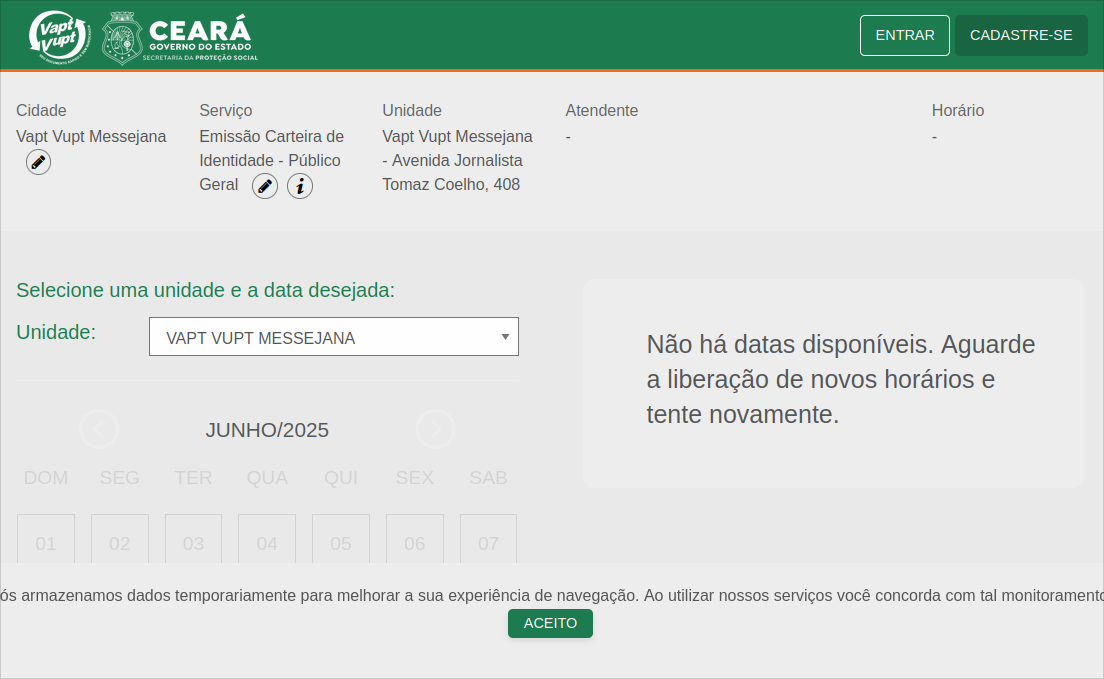 Vapt
Vupt
CEARÁ
GOVERNO DO ESTADO
SECRETARIA DA PROTEÇÃO SOCIAL
ENTRAR
CADASTRE-SE
Cidade
Vapt Vupt Messejana
Serviço
Emissão Carteira de
Identidade - Público
Geral
Unidade
Vapt Vupt Messejana
- Avenida Jornalista
Tomaz Coelho, 408
Atendente
-
Horário
-
Selecione uma unidade e a data desejada:
Unidade:
VAPT VUPT MESSEJANA
JUNHO/2025
DOM SEG TER QUA QUI SEX SAB
01 02 03 04 05 06 07
Não há datas disponíveis. Aguarde
a liberação de novos horários e
tente novamente.
ós armazenamos dados temporariamente para melhorar a sua experiência de navegação. Ao utilizar nossos serviços você concorda com tal monitoramento
ACEITO